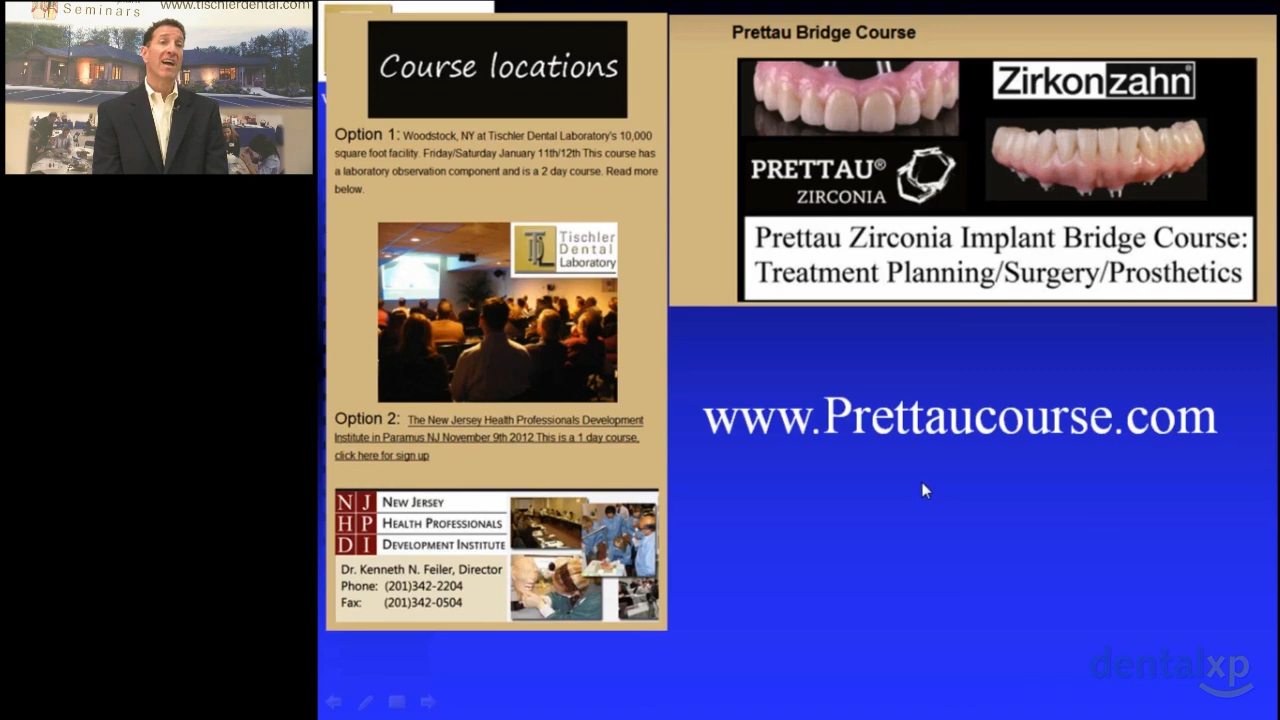 Seminars
www.tischlerdental.com
Course locations
Option 1: Woodstock, NY at Tischler Dental Laboratory's 10,000
square foot facility. Friday/Saturday January 11th/12th This course has
a laboratory observation component and is a 2 day course. Read more
below.
Tischler
Dental
Laboratory
Option 2: The New Jersey Health Professionals Development
Institute in Paramus NJ November 9th 2012 This is a 1 day course,
click here for sign up
NJ NEW JERSEY
HP HEALTH PROFESSIONALS
DI DEVELOPMENT INSTITUTE
Dr. Kenneth N. Feiler, Director
Phone: (201)342-2204
Fax: (201)342-0504
Prettau Bridge Course
Zirkonzahn®
PRETTAU®
ZIRCONIA
Prettau Zirconia Implant Bridge Course:
Treatment Planning/Surgery/Prosthetics
www.Prettaucourse.com
dentalxp